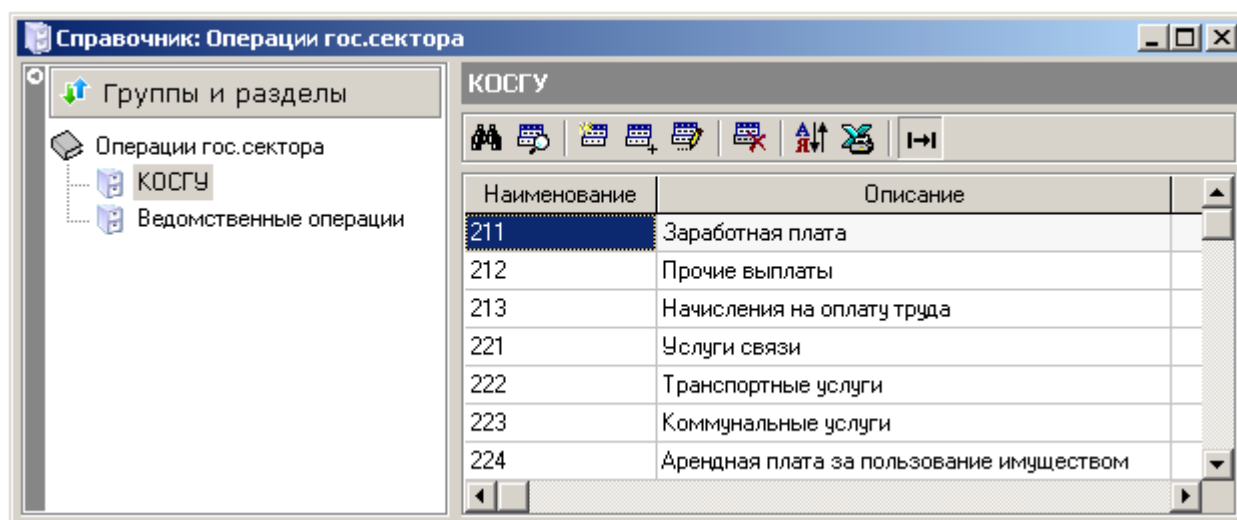 Справочник: Операции гос.сектора
Группы и разделы
Операции гос.сектора
КОСГУ
Ведомственные операции
КОСГУ
Наименование Описание
211 Заработная плата
212 Прочие выплаты
213 Начисления на оплату труда
221 Услуги связи
222 Транспортные услуги
223 Коммунальные услуги
224 Арендная плата за пользование имуществом